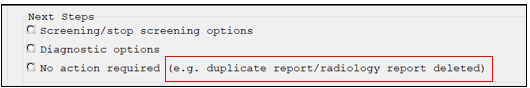 Next Steps
Screening/stop screening options
Diagnostic options
No action required (e.g. duplicate report/radiology report deleted)